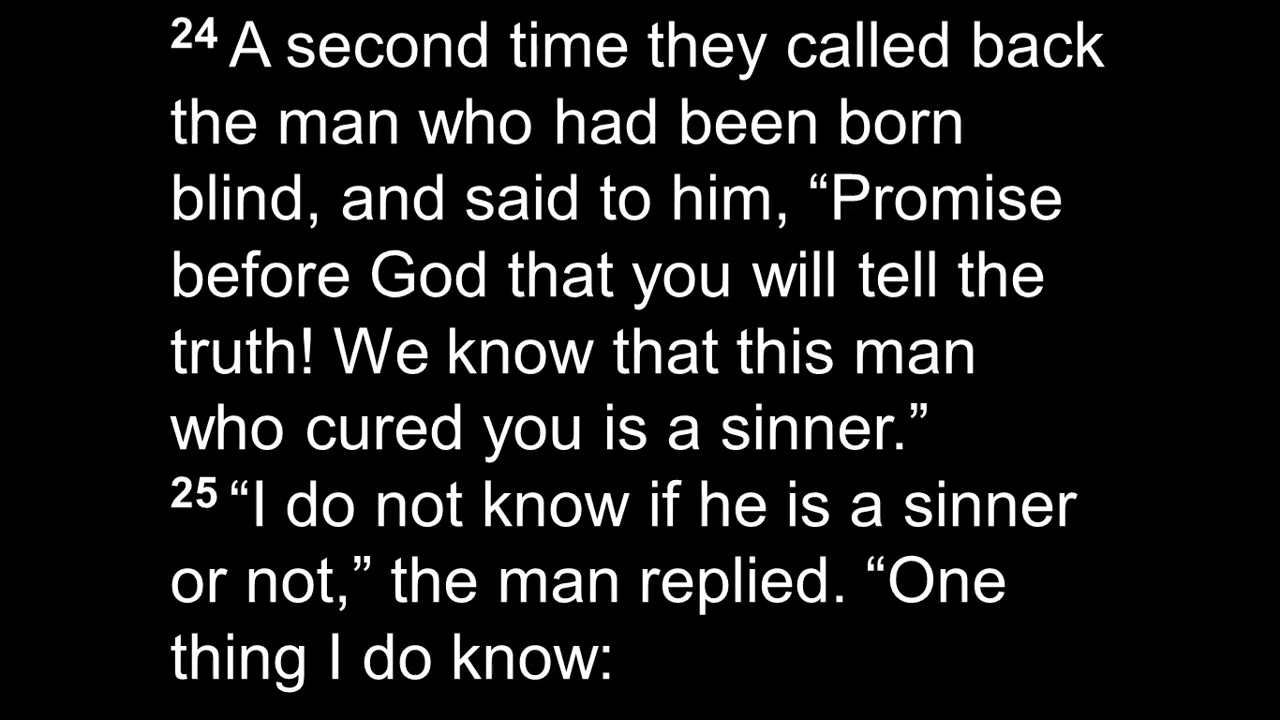 24 A second time they called back
the man who had been born
blind, and said to him, “Promise
before God that you will tell the
truth! We know that this man
who cured you is a sinner.”
25 “I do not know if he is a sinner
or not,” the man replied. “One
thing I do know: